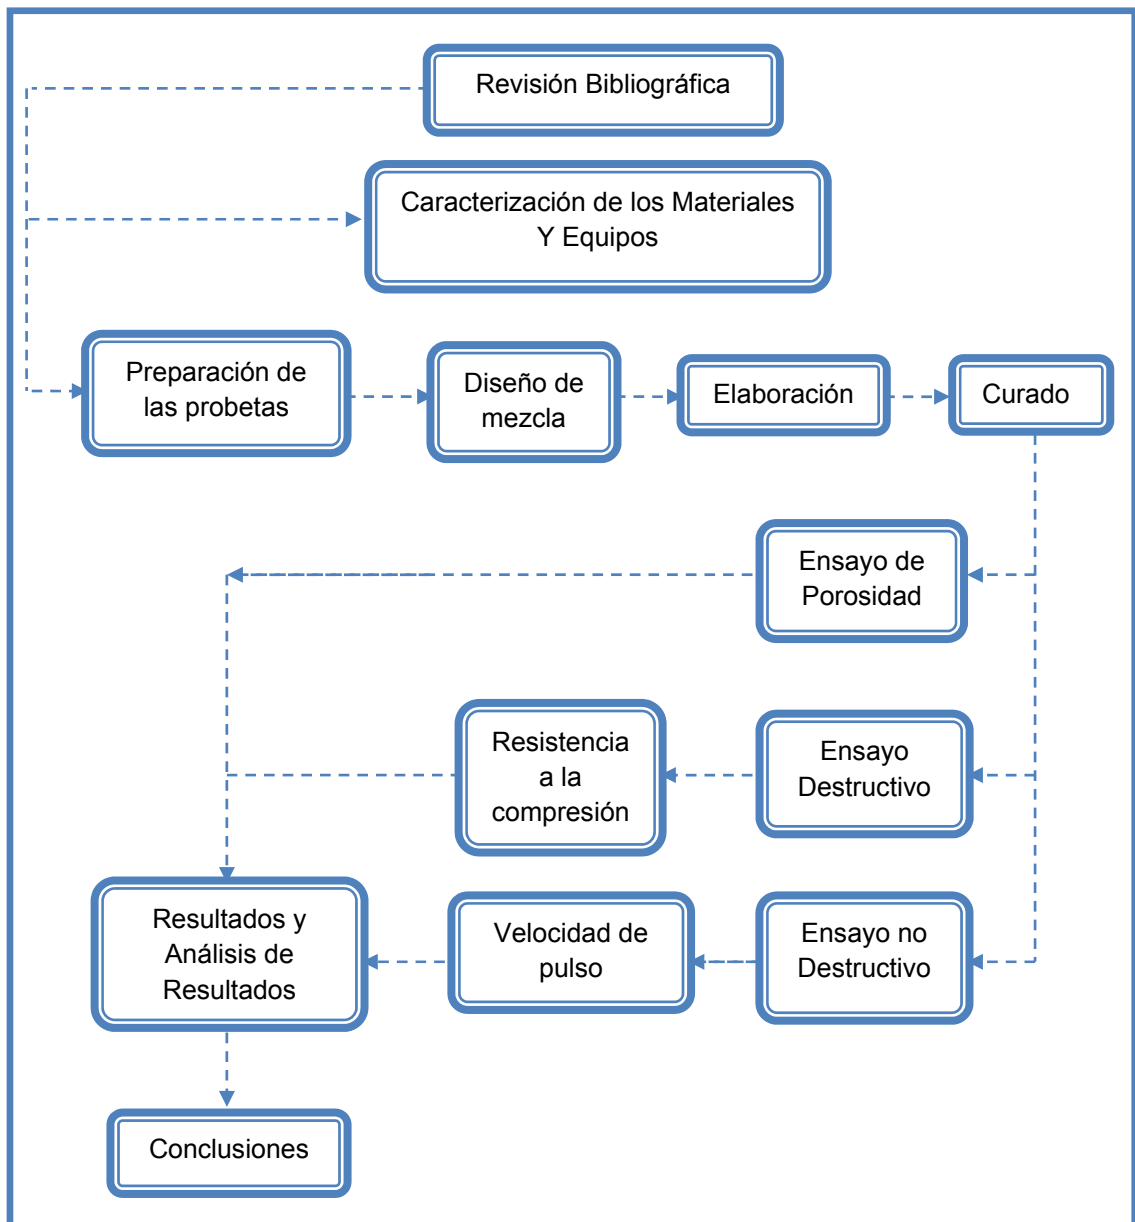 Revisión Bibliográfica
Caracterización de los Materiales
Y Equipos
Preparación de
las probetas
Diseño de
mezcla
Elaboración
Curado
Ensayo de
Porosidad
Resistencia
a la
compresión
Ensayo
Destructivo
Resultados y
Análisis de
Resultados
Velocidad de
pulso
Ensayo no
Destructivo
Conclusiones